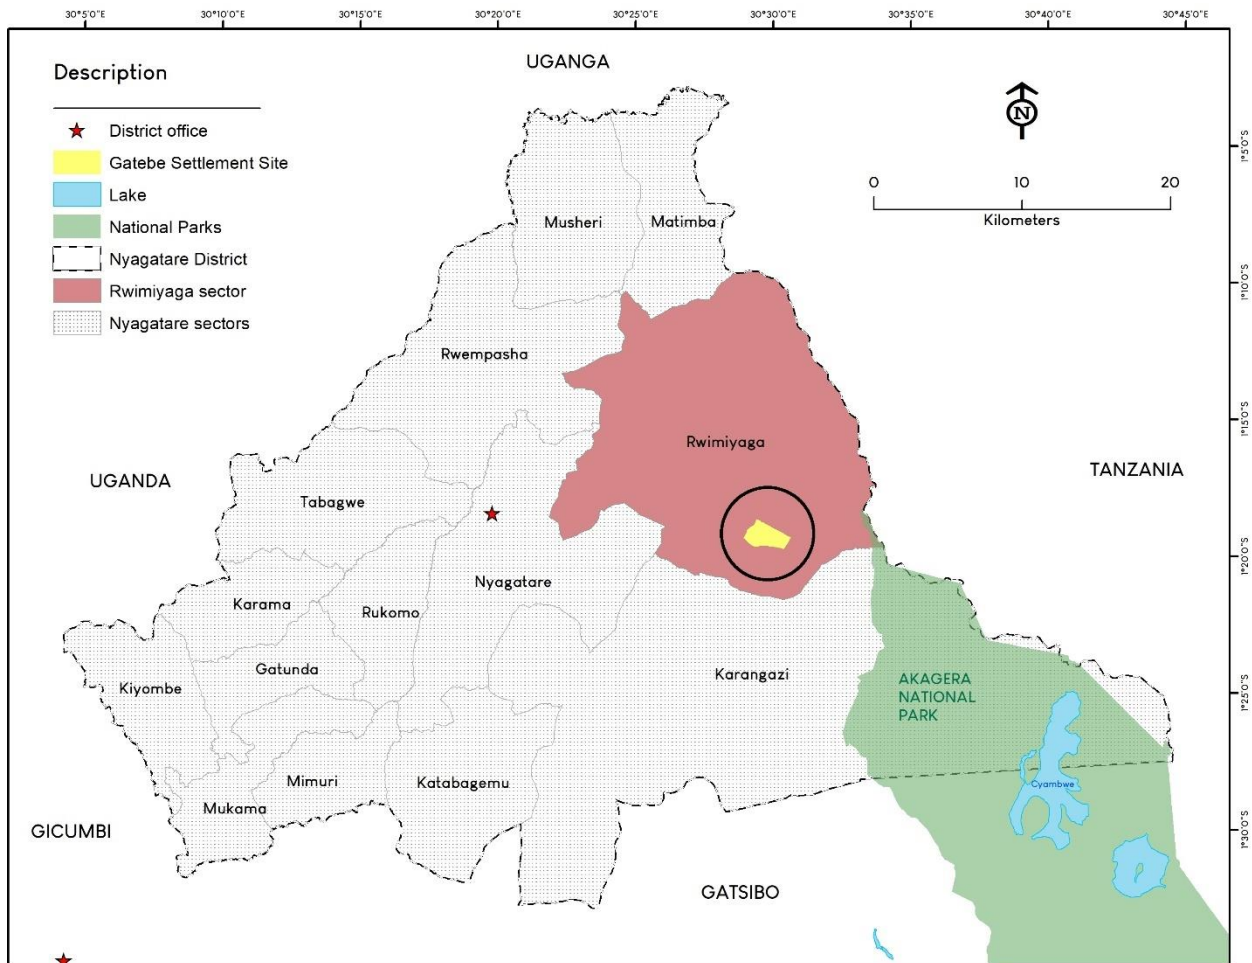 30°5'0"E
30°10'0"E
30°15'0"E
30°20'0"E
30°25'0"E
30°30'0"E
30°35'0"E
30°40'0"E
30°45'0"E
UGANGA
Description
District office
Gatebe Settlement Site
Lake
National Parks
Nyagatare District
Rwimiyaga sector
Nyagatare sectors
N
0 10 20
Kilometers
1°5'0"S
1°10'0"S
1°15'0"S
1°20'0"S
1°25'0"S
1°30'0"S
Musheri
Matimba
Rwempasha
Rwimiyaga
UGANDA
TANZANIA
Tabagwe
Nyagatare
Karama
Rukomo
Gatunda
Kiyombe
Karangazi
AKAGERA
NATIONAL
PARK
Mimuri
Katabagemu
Cyambwe
Mukama
GICUMBI
GATSIBO